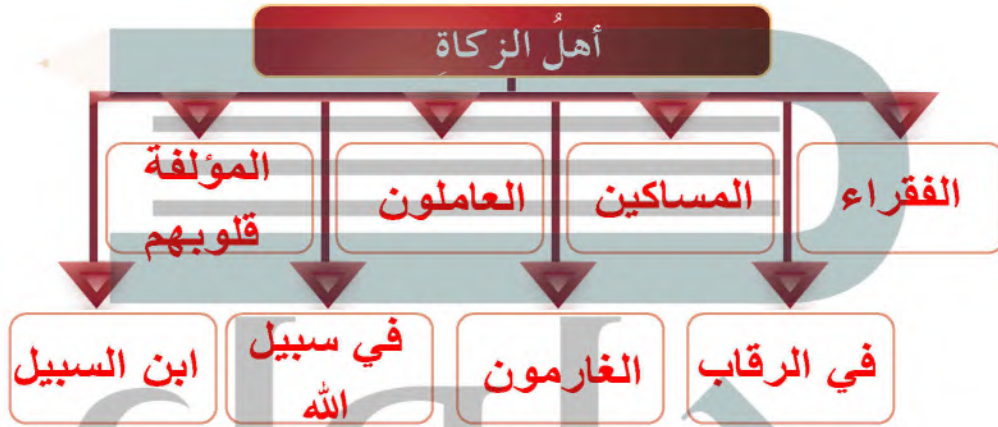 أهلُ الزكاةِ
الفقراء
المساكين
العاملون
المؤلفة
قلوبهم
في الرقاب
الغارمون
في سبيل
الله
ابن السبيل